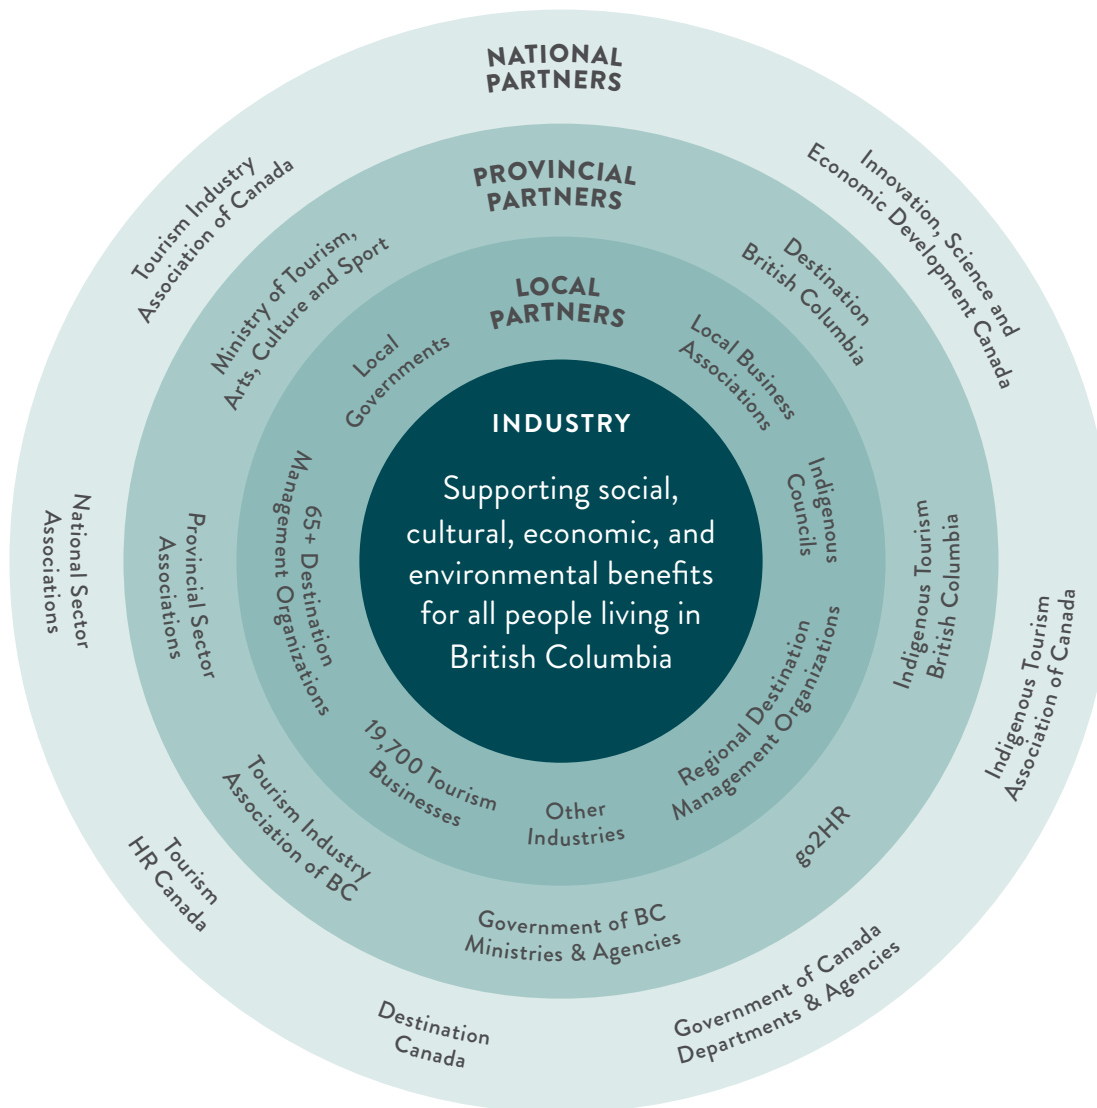 NATIONAL
PARTNERS
Tourism Industry
Association of Canada
Innovation, Science and
Economic Development Canada
Indigenous Tourism
Association of Canada
Government of Canada
Departments & Agencies
Destination
Canada
Tourism
HR Canada
National Sector
Associations
PROVINCIAL
PARTNERS
Ministry of Tourism,
Arts, Culture and Sport
Destination
British Columbia
Indigenous Tourism
British Columbia
go2HR
Government of BC
Ministries & Agencies
Tourism Industry
Association of BC
Provincial Sector
Associations
LOCAL
PARTNERS
Local
Governments
Local Business
Associations
Indigenous
Councils
Regional Destination
Management Organizations
Other
Industries
19,700 Tourism
Businesses
65+ Destination
Management Organizations
INDUSTRY
Supporting social,
cultural, economic, and
environmental benefits
for all people living in
British Columbia